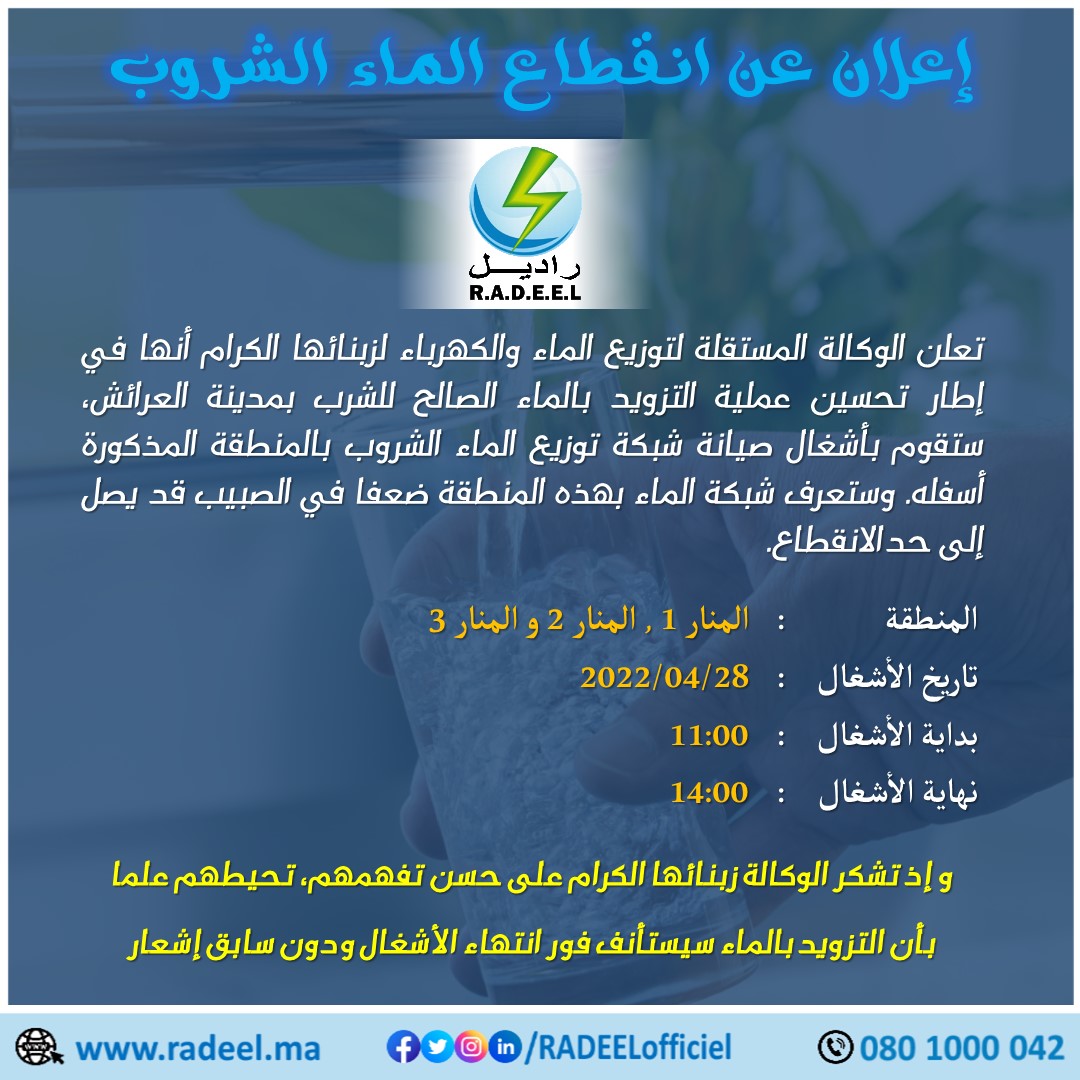 إعلان عن انقطاع الماء الشروب
راديل
R.A.D.E.E.L
تعلن الوكالة المستقلة لتوزيع الماء والكهرباء لزبنائها الكرام أنها في
إطار تحسين عملية التزويد بالماء الصالح للشرب بمدينة العرائش،
ستقوم بأشغال صيانة شبكة توزيع الماء الشروب بالمنطقة المذكورة
أسفله. وستعرف شبكة الماء بهذه المنطقة ضعفا في الصبيب قد يصل
إلى حد الانقطاع.
المنطقة : المنار 1 , المنار 2 و المنار 3
تاريخ الأشغال : 2022/04/28
بداية الأشغال : 11:00
نهاية الأشغال : 14:00
و إذ تشكر الوكالة زبنائها الكرام على حسن تفهمهم، تحيطهم علما
بأن التزويد بالماء سيستأنف فور انتهاء الأشغال ودون سابق إشعار
www.radeel.ma /RADEELofficiel 080 1000 042